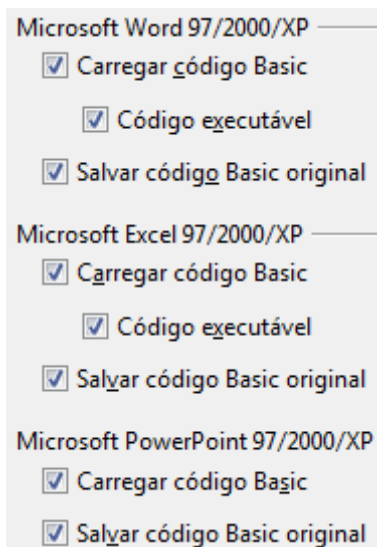 Microsoft Word 97/2000/XP
Carregar código Basic
Código executável
Salvar código Basic original
Microsoft Excel 97/2000/XP
Carregar código Basic
Código executável
Salvar código Basic original
Microsoft PowerPoint 97/2000/XP
Carregar código Basic
Salvar código Basic original